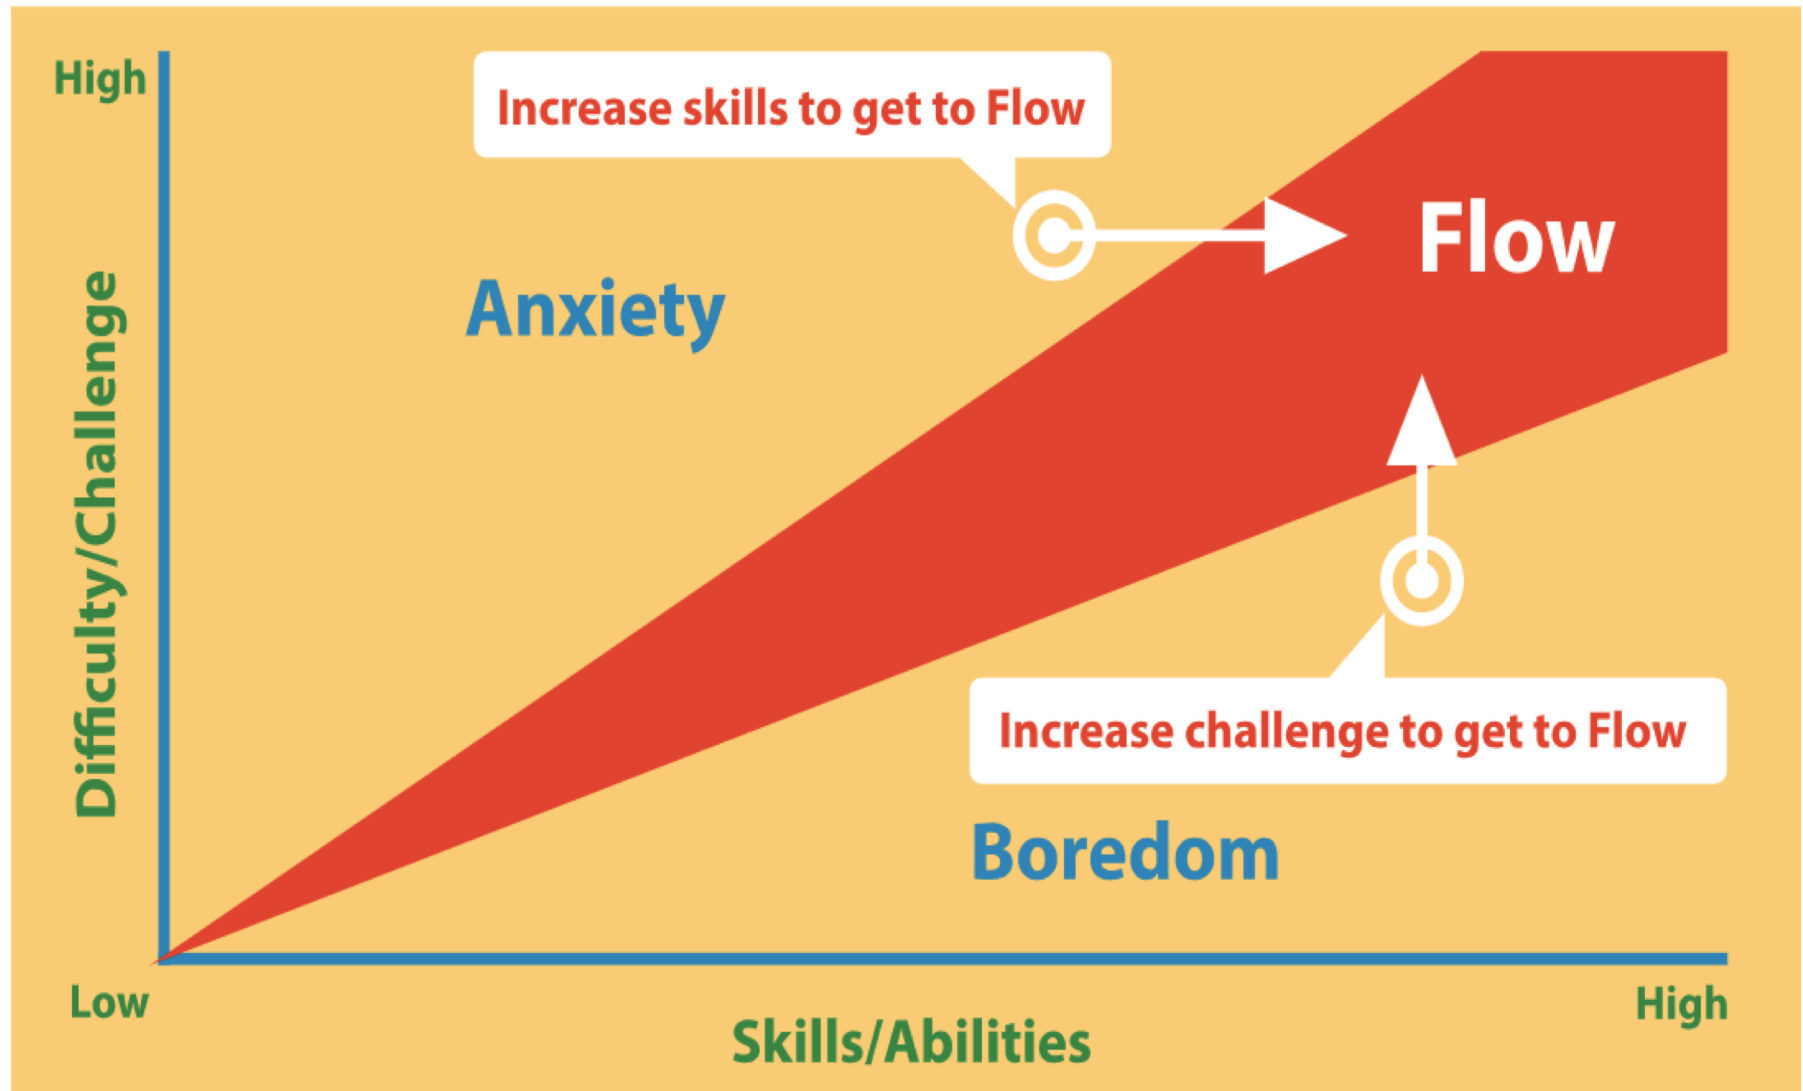 High
Increase skills to get to Flow
Flow
Anxiety
Difficulty/Challenge
Increase challenge to get to Flow
Boredom
Low
High
Skills/Abilities